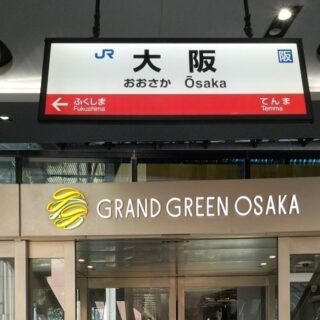 JR 大阪 阪
おおさか Ōsaka
← ふくしま てんま
Fukushima Temma
GRAND GREEN OSAKA